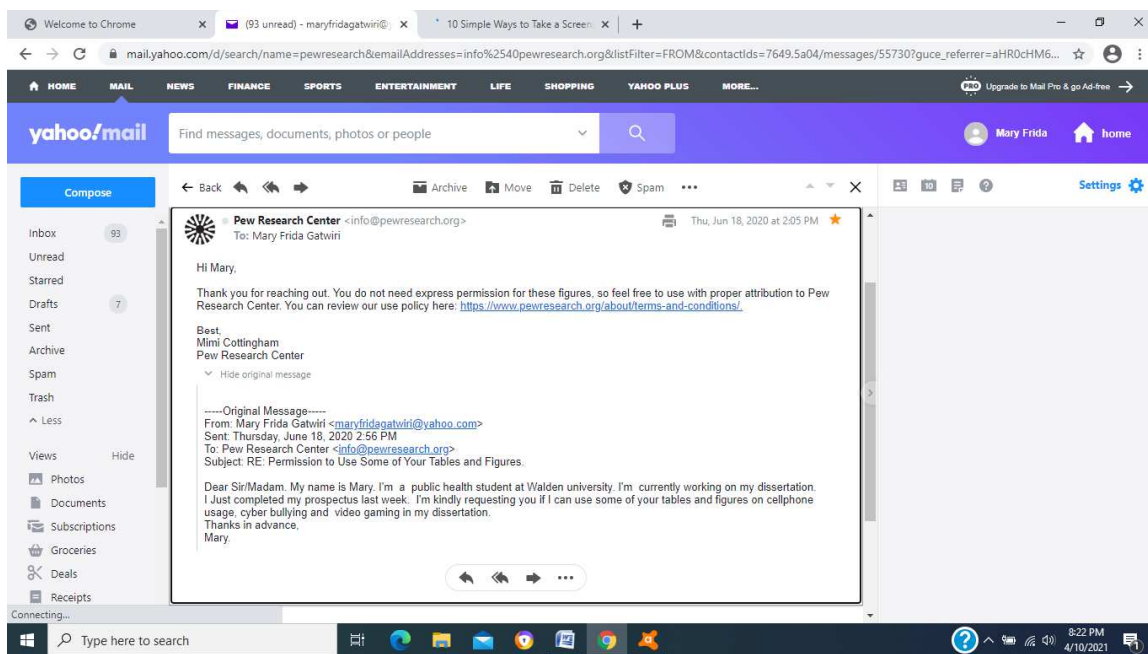 Welcome to Chrome
(93 unread) - maryfridagatwiri@
10 Simple Ways to Take a Screen
mail.yahoo.com/d/search/name=pewresearch&emailAddresses=info%2540pewresearch.org&listFilter=FROM&contactIds=7649.5a04/messages/55730?guce_referrer=aHR0cHM6...
HOME MAIL NEWS FINANCE SPORTS ENTERTAINMENT LIFE SHOPPING YAHOO PLUS MORE... PRO Upgrade to Mail Pro & go Ad-free
yahoo!mail Find messages, documents, photos or people Mary Frida home
Compose Back Archive Move Delete Spam ••• 10 Settings
Pew Research Center <info@pewresearch.org> Thu, Jun 18, 2020 at 2:05 PM
To: Mary Frida Gatwiri
Inbox 93
Unread
Starred
Drafts 7
Sent
Archive
Spam
Trash
Less
Views Hide
Photos
Documents
Subscriptions
Groceries
Deals
Receipts
Hi Mary,
Thank you for reaching out. You do not need express permission for these figures, so feel free to use with proper attribution to Pew
Research Center. You can review our use policy here: https://www.pewresearch.org/about/terms-and-conditions/.
Best,
Mimi Cottingham
Pew Research Center
Hide original message
-----Original Message-----
From: Mary Frida Gatwiri <maryfridagatwiri@yahoo.com>
Sent: Thursday, June 18, 2020 2:56 PM
To: Pew Research Center <info@pewresearch.org>
Subject: RE: Permission to Use Some of Your Tables and Figures.
Dear Sir/Madam. My name is Mary. I'm a public health student at Walden university. I'm currently working on my dissertation.
I Just completed my prospectus last week. I'm kindly requesting you if I can use some of your tables and figures on cellphone
usage, cyber bullying and video gaming in my dissertation.
Thanks in advance,
Mary.
Connecting...
Type here to search
8:22 PM
4/10/2021